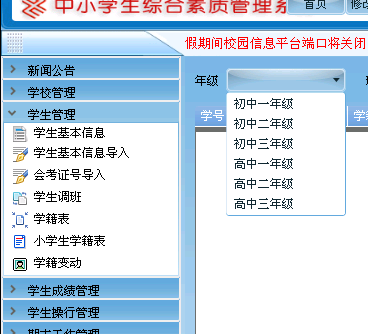 中小学生综合素质管理系
首页
修改
假期间校园信息平台端口将关闭
新闻公告
学校管理
学生管理
学生基本信息
学生基本信息导入
会考证号导入
学生调班
学籍表
小学生学籍表
学籍变动
学生成绩管理
学生操行管理
期末工作管理
年级
学号
初中一年级
初中二年级
初中三年级
高中一年级
高中二年级
高中三年级